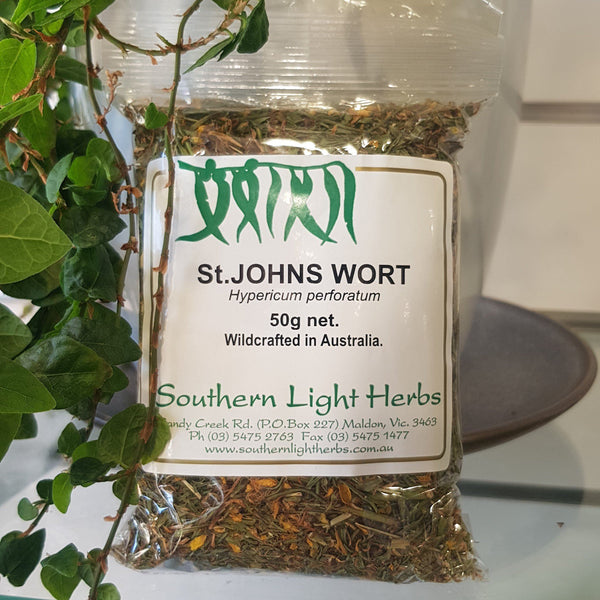 St.JOHNS WORT
Hypericum perforatum
50g net.
Wildcrafted in Australia.
Southern Light Herbs
Sandy Creek Rd. (P.O.Box 227) Maldon, Vic. 3463
Ph (03) 5475 2763 Fax (03) 5475 1477
www.southernlightherbs.com.au